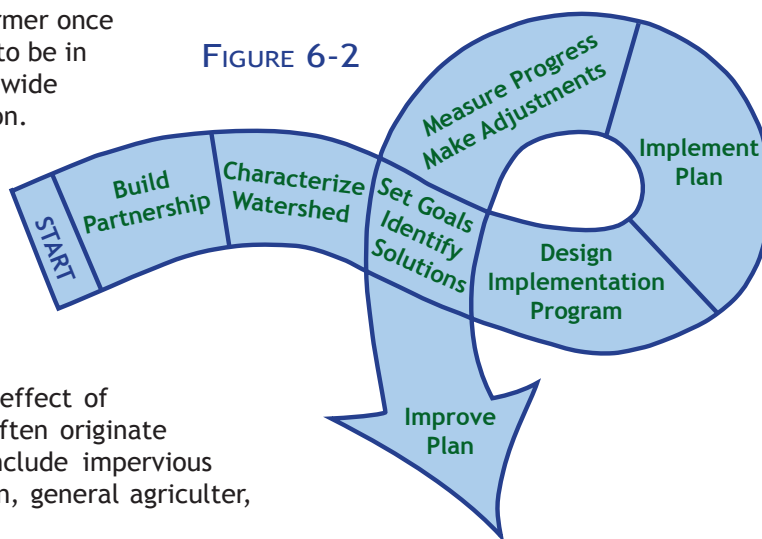 rmer once
to be in
wide
on.
FIGURE 6-2
START
Build
Partnership
Characterize
Watershed
Set Goals
Identify
Solutions
Design
Implementation
Program
Implement
Plan
Measure Progress
Make Adjustments
Improve
Plan
effect of
ften originate
nclude impervious
n, general agriculter,